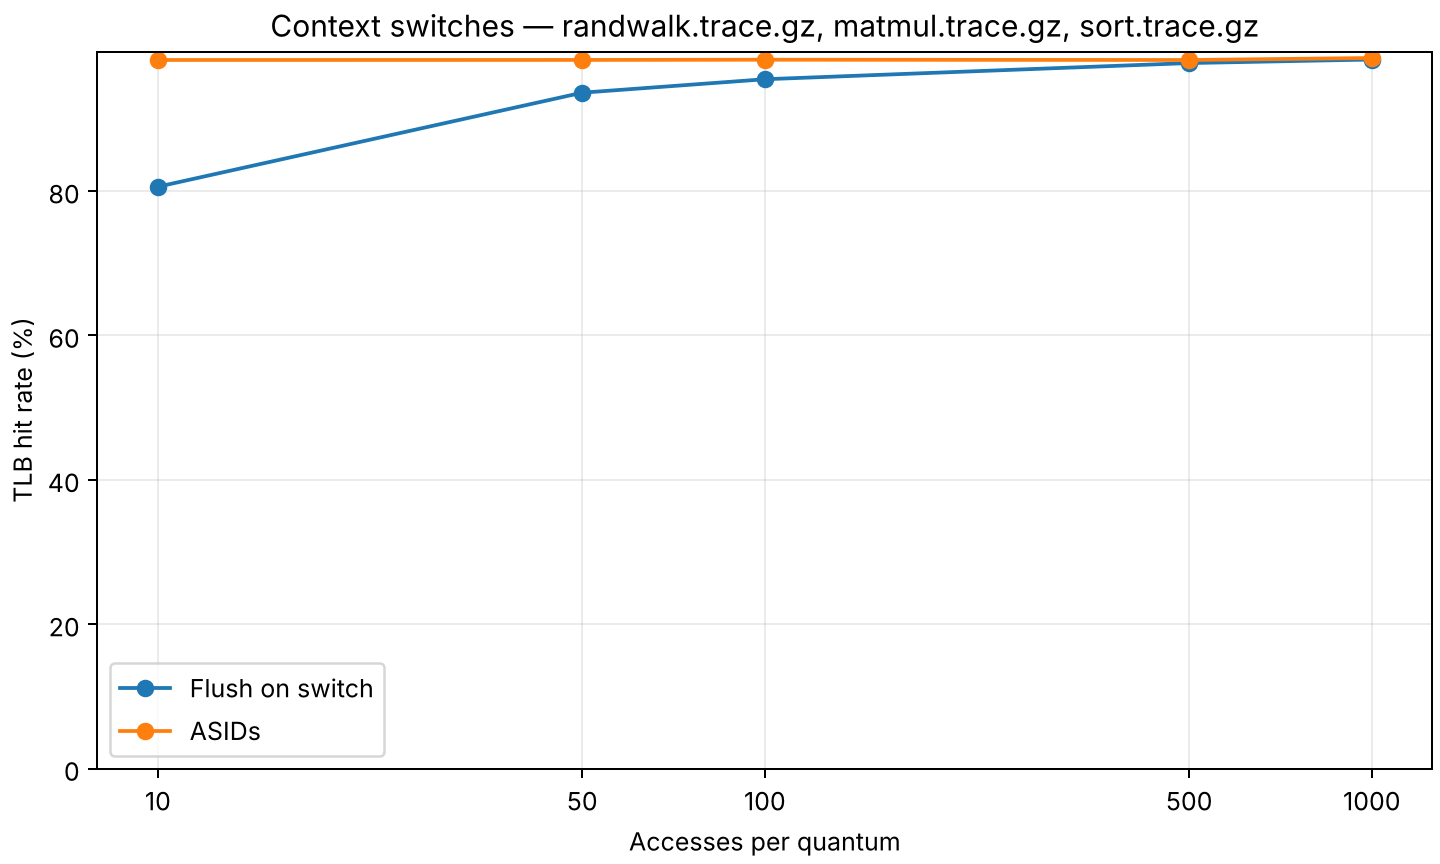 Context switches — randwalk.trace.gz, matmul.trace.gz, sort.trace.gz
TLB hit rate (%)
80
60
40
20
0
Flush on switch
ASIDs
10 50 100 500 1000
Accesses per quantum